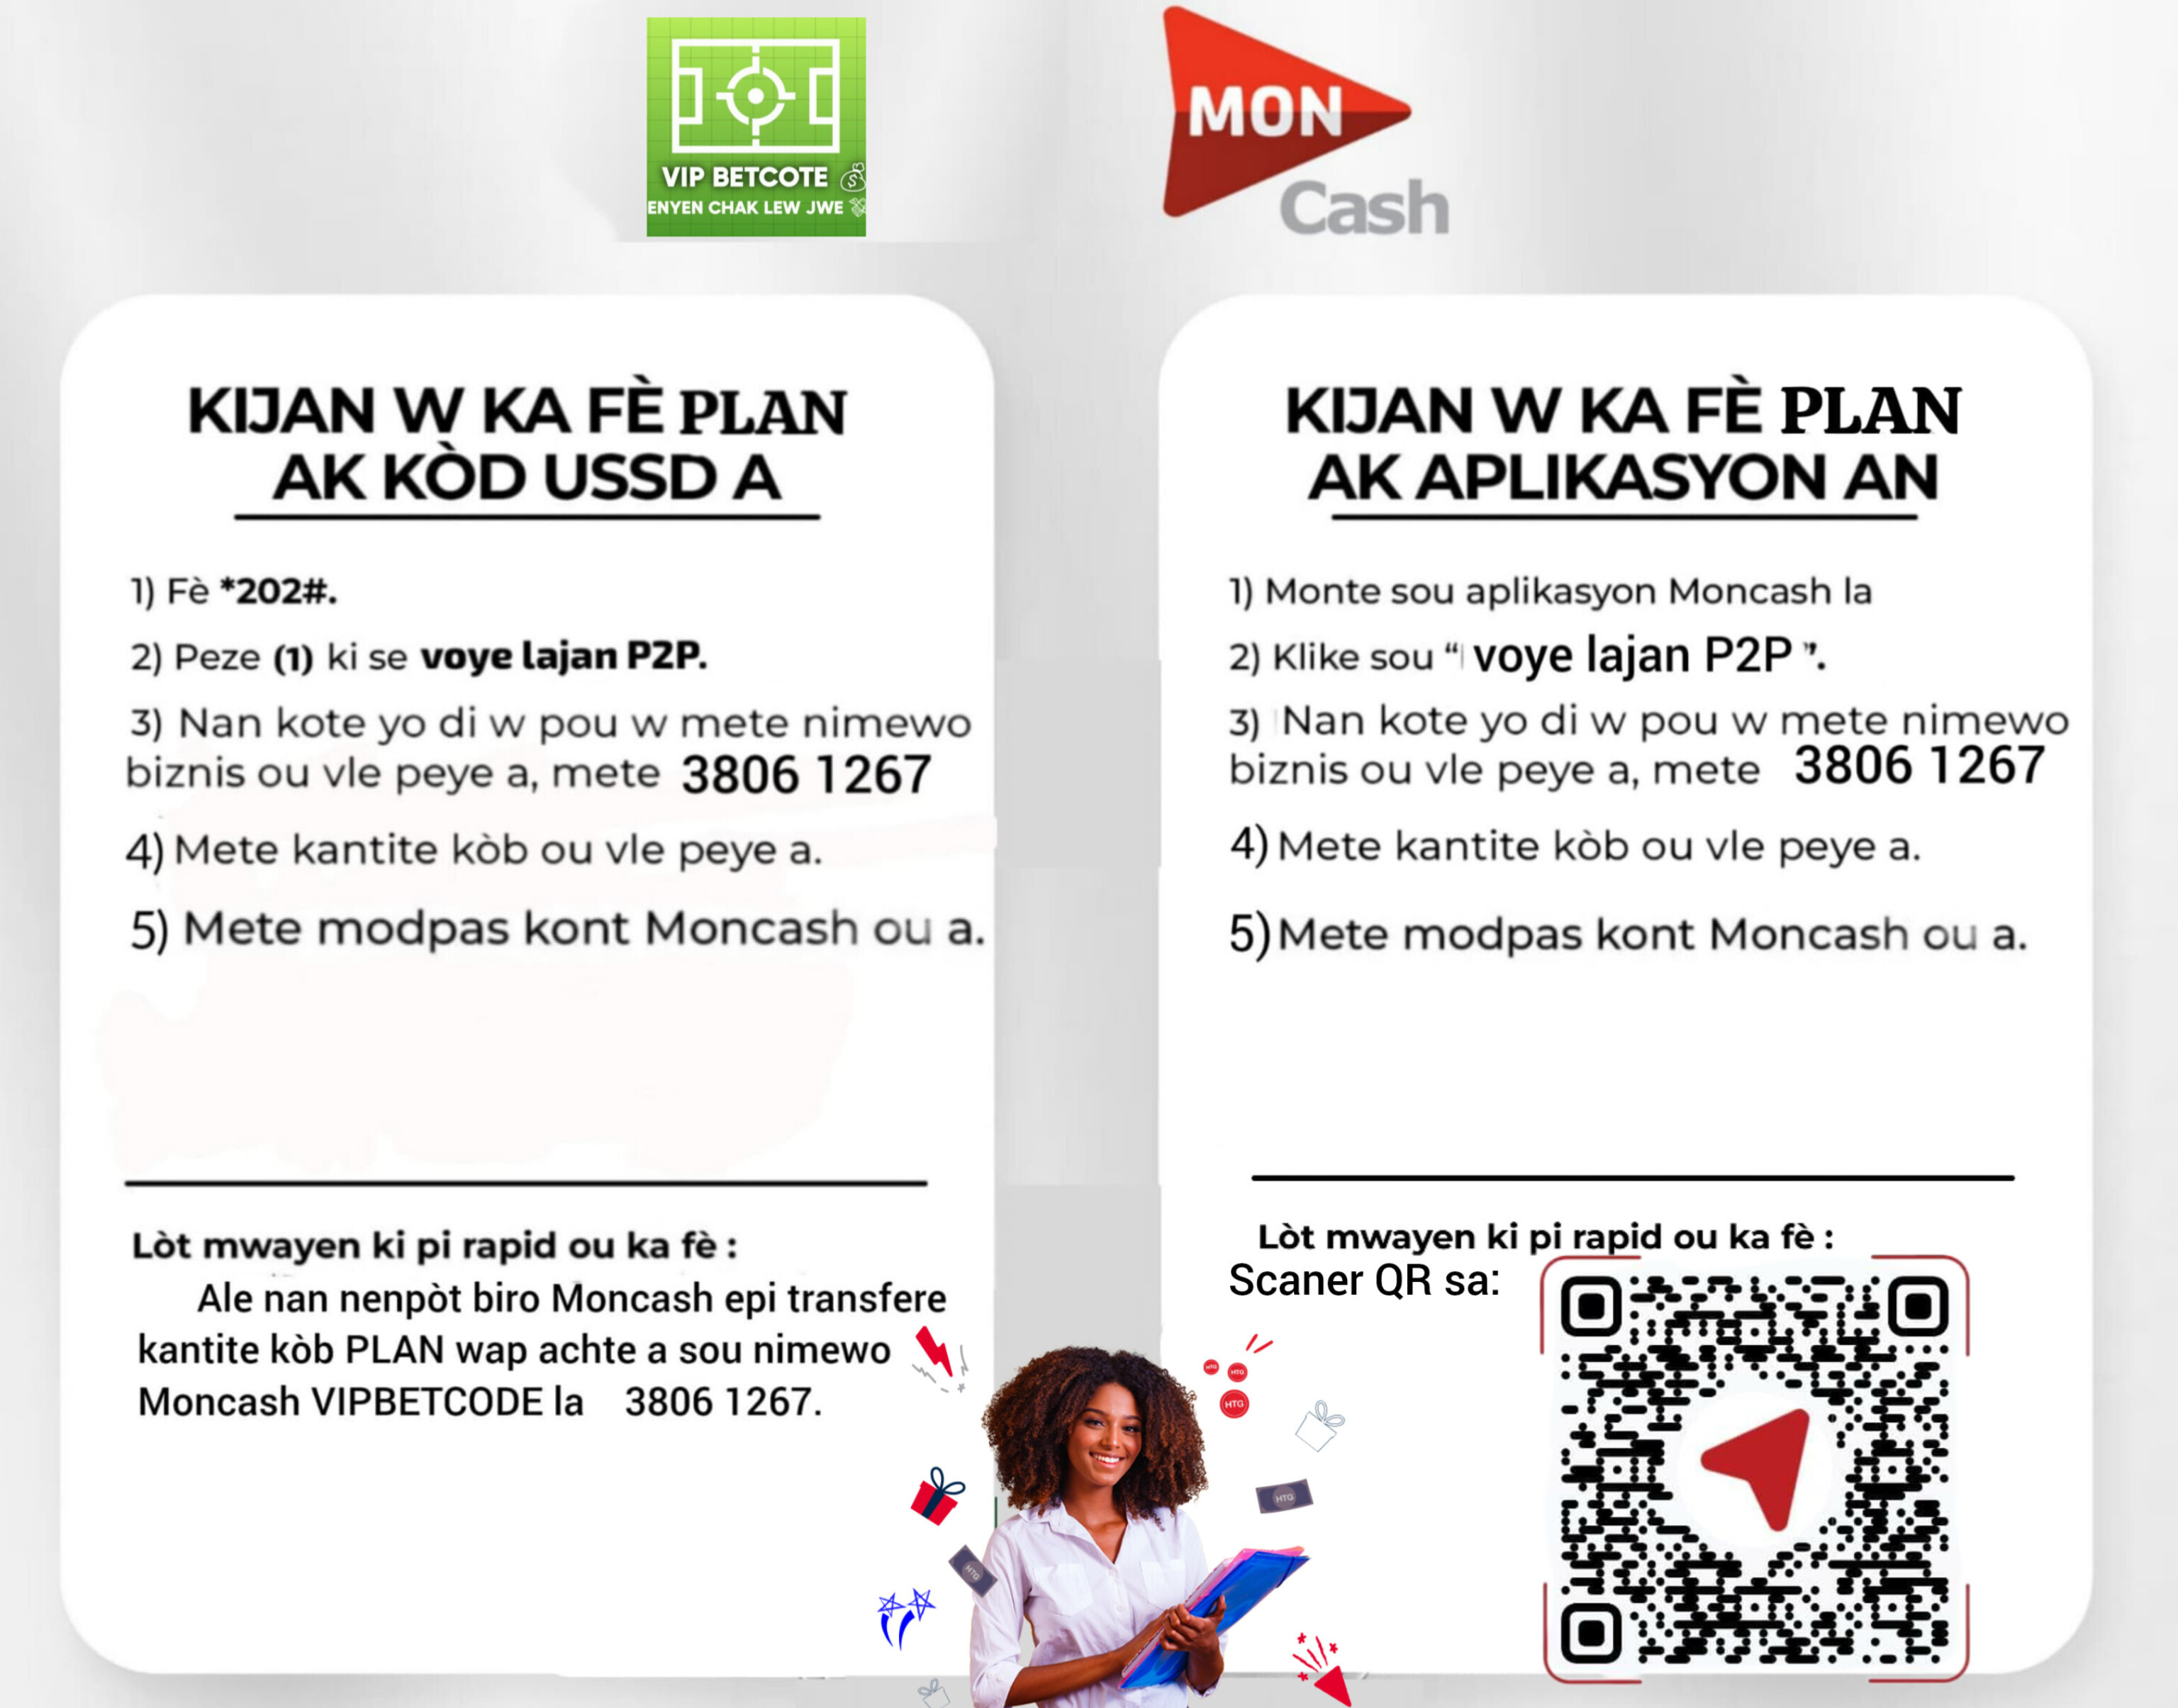 VIP BETCOTE
ENYEN CHAK LEW JWE
MON
Cash
KIJAN W KA FÈ PLAN
AK KÒD USSD A
1) Fè *202#.
2) Peze (1) ki se voye lajan P2P.
3) Nan kote yo di w pou w mete nimewo
biznis ou vle peye a, mete 3806 1267
4) Mete kantite kòb ou vle peye a.
5) Mete modpas kont Moncash ou a.
Lòt mwayen ki pi rapid ou ka fè :
Ale nan nenpòt biro Moncash epi transfere
kantite kòb PLAN wap achte a sou nimewo
Moncash VIPBETCODE la 3806 1267.
KIJAN W KA FÈ PLAN
AK APLIKASYON AN
1) Monte sou aplikasyon Moncash la
2) Klike sou “ voye lajan P2P ”.
3) Nan kote yo di w pou w mete nimewo
biznis ou vle peye a, mete 3806 1267
4) Mete kantite kòb ou vle peye a.
5) Mete modpas kont Moncash ou a.
Lòt mwayen ki pi rapid ou ka fè :
Scaner QR sa:
HTG
HTG
HTG
HTG
HTG